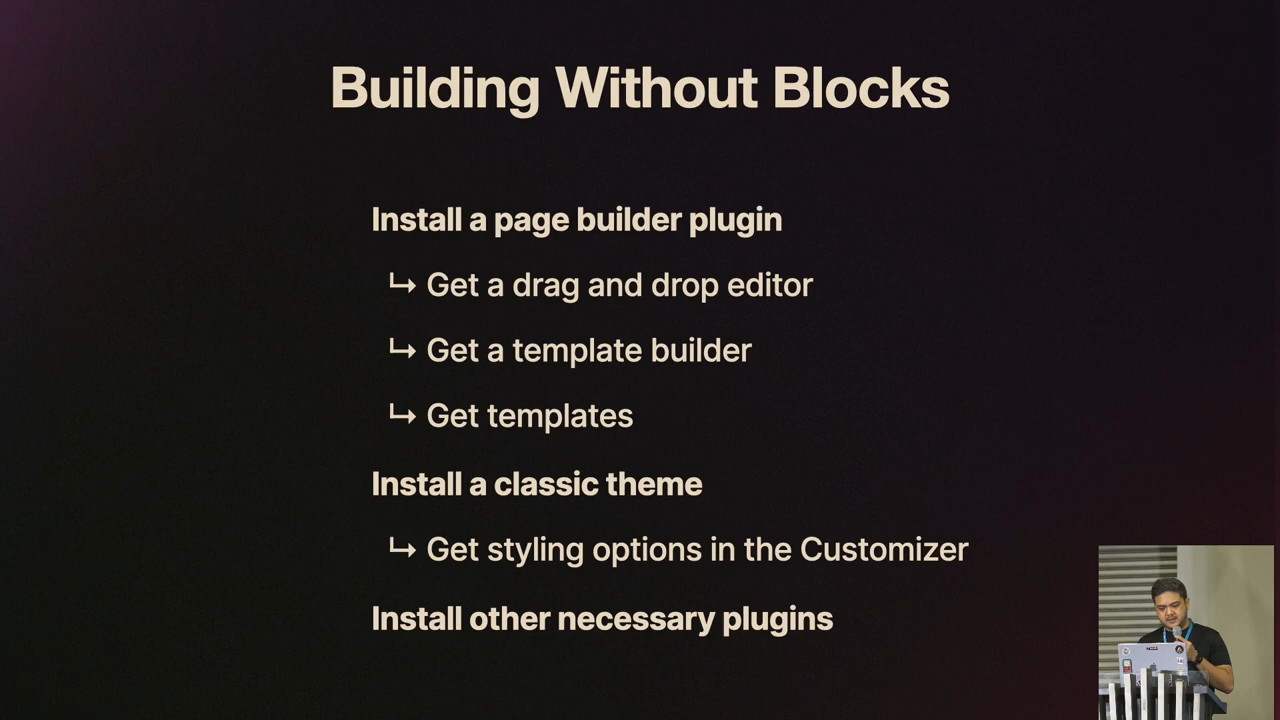 Building Without Blocks
Install a page builder plugin
↳ Get a drag and drop editor
↳ Get a template builder
↳ Get templates
Install a classic theme
↳ Get styling options in the Customizer
Install other necessary plugins